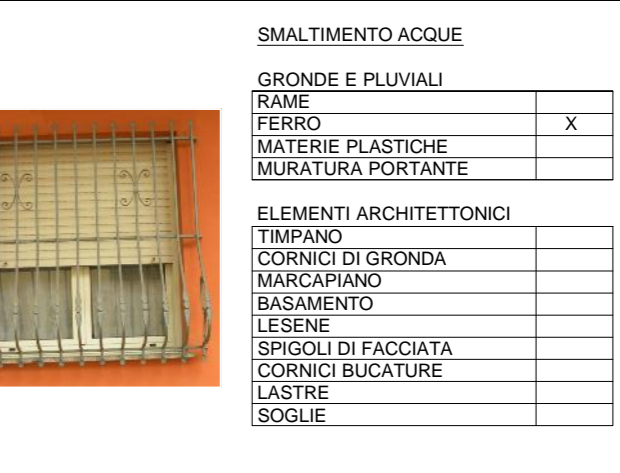 SMALTIMENTO ACQUE
GRONDE E PLUVIALI
RAME
FERRO X
MATERIE PLASTICHE
MURATURA PORTANTE
ELEMENTI ARCHITETTONICI
TIMPANO
CORNICI DI GRONDA
MARCAPIANO
BASAMENTO
LESENE
SPIGOLI DI FACCIATA
CORNICI BUCATURE
LASTRE
SOGLIE